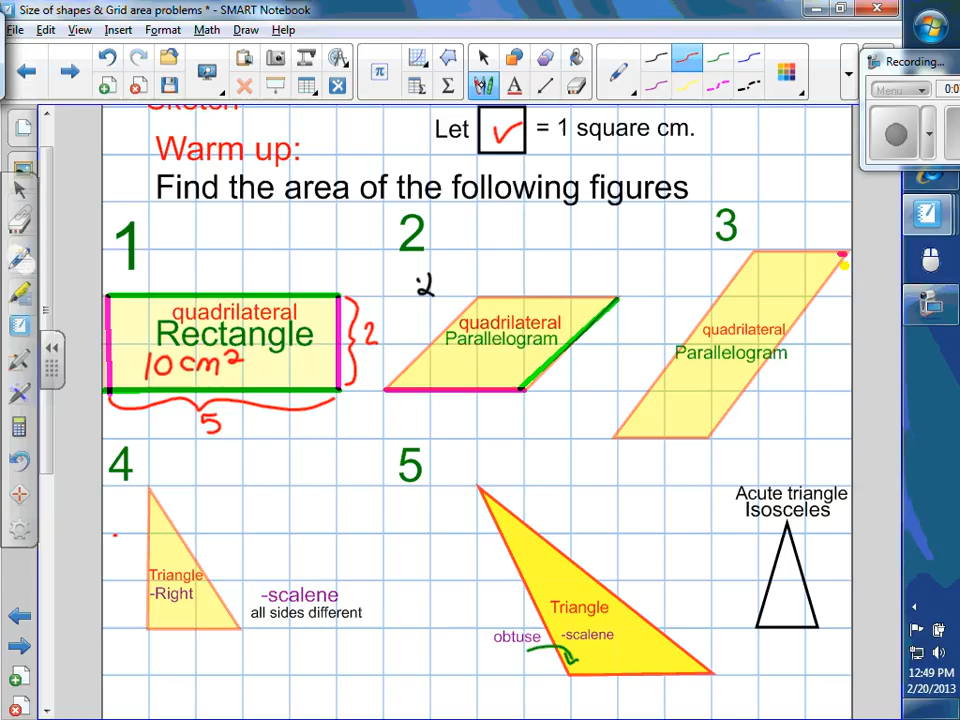 Size of shapes & Grid area problems * - SMART Notebook
File Edit View Insert Format Math Draw Help
Recording...
Menu
Let ✓ = 1 square cm.
Warm up:
Find the area of the following figures
1
2
3
quadrilateral
Rectangle
10 cm²
2
5
quadrilateral
Parallelogram
quadrilateral
Parallelogram
4
5
Triangle
-Right
-scalene
all sides different
Triangle
obtuse
-scalene
Acute triangle
Isosceles
12:49 PM
2/20/2013